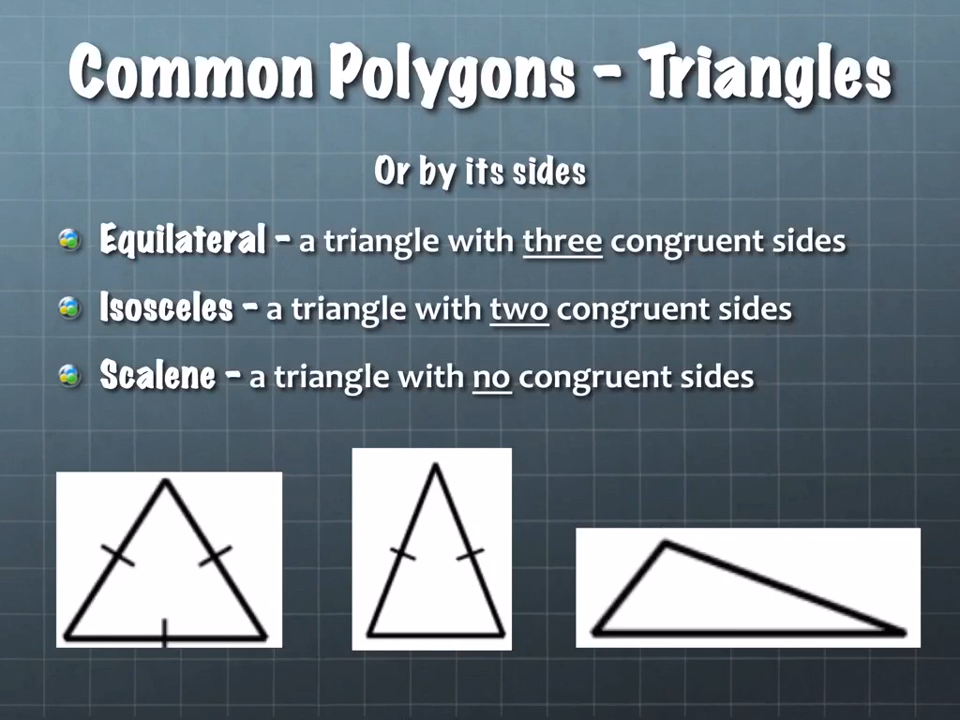 Common Polygons - Triangles
Or by its sides
Equilateral - a triangle with three congruent sides
Isosceles - a triangle with two congruent sides
Scalene - a triangle with no congruent sides